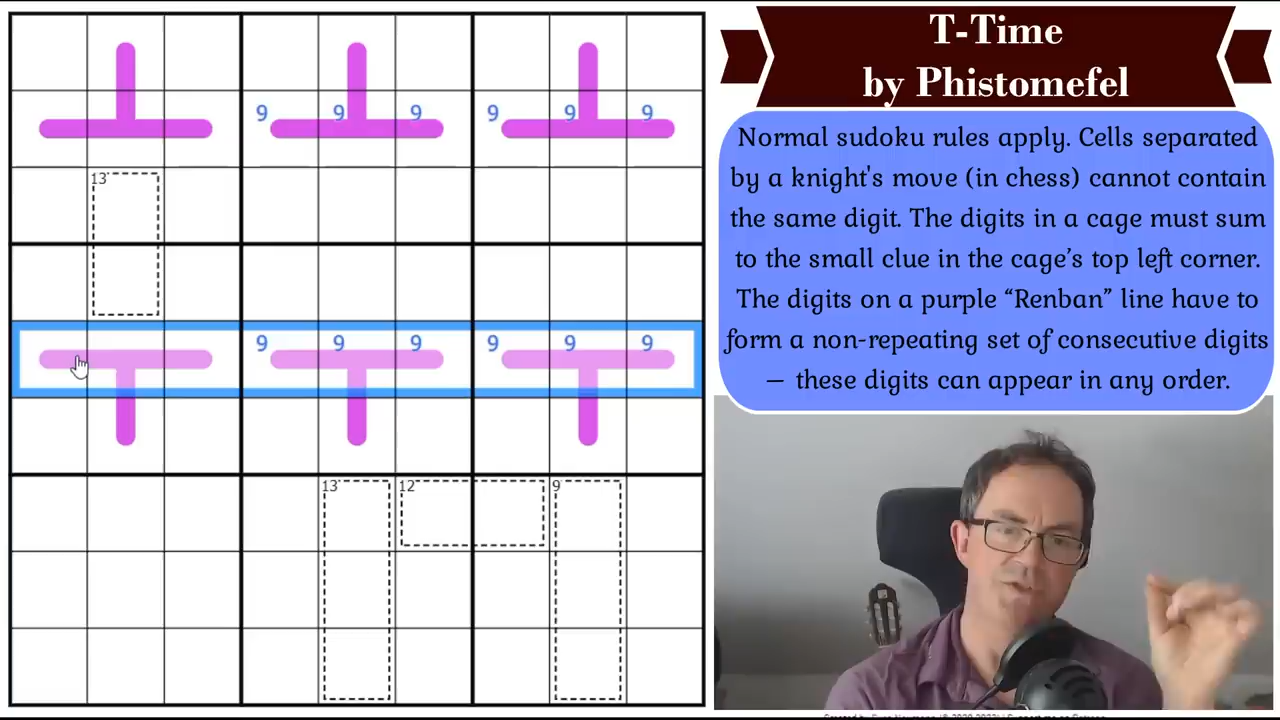 T-Time
by Phistomefel
Normal sudoku rules apply. Cells separated
by a knight's move (in chess) cannot contain
the same digit. The digits in a cage must sum
to the small clue in the cage’s top left corner.
The digits on a purple “Renban” line have to
form a non-repeating set of consecutive digits
– these digits can appear in any order.
9 9 9 9 9 9
13
9 9 9 9 9 9
13 12 9